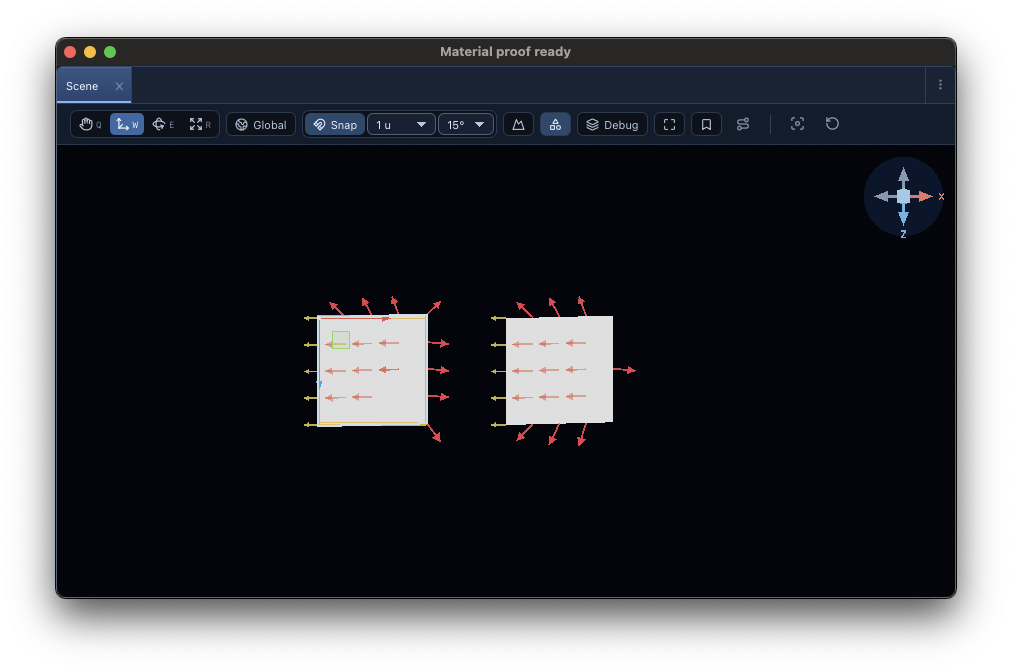 Material proof ready
Scene
Q W E R Global Snap 1 u 15° Debug
X
Z